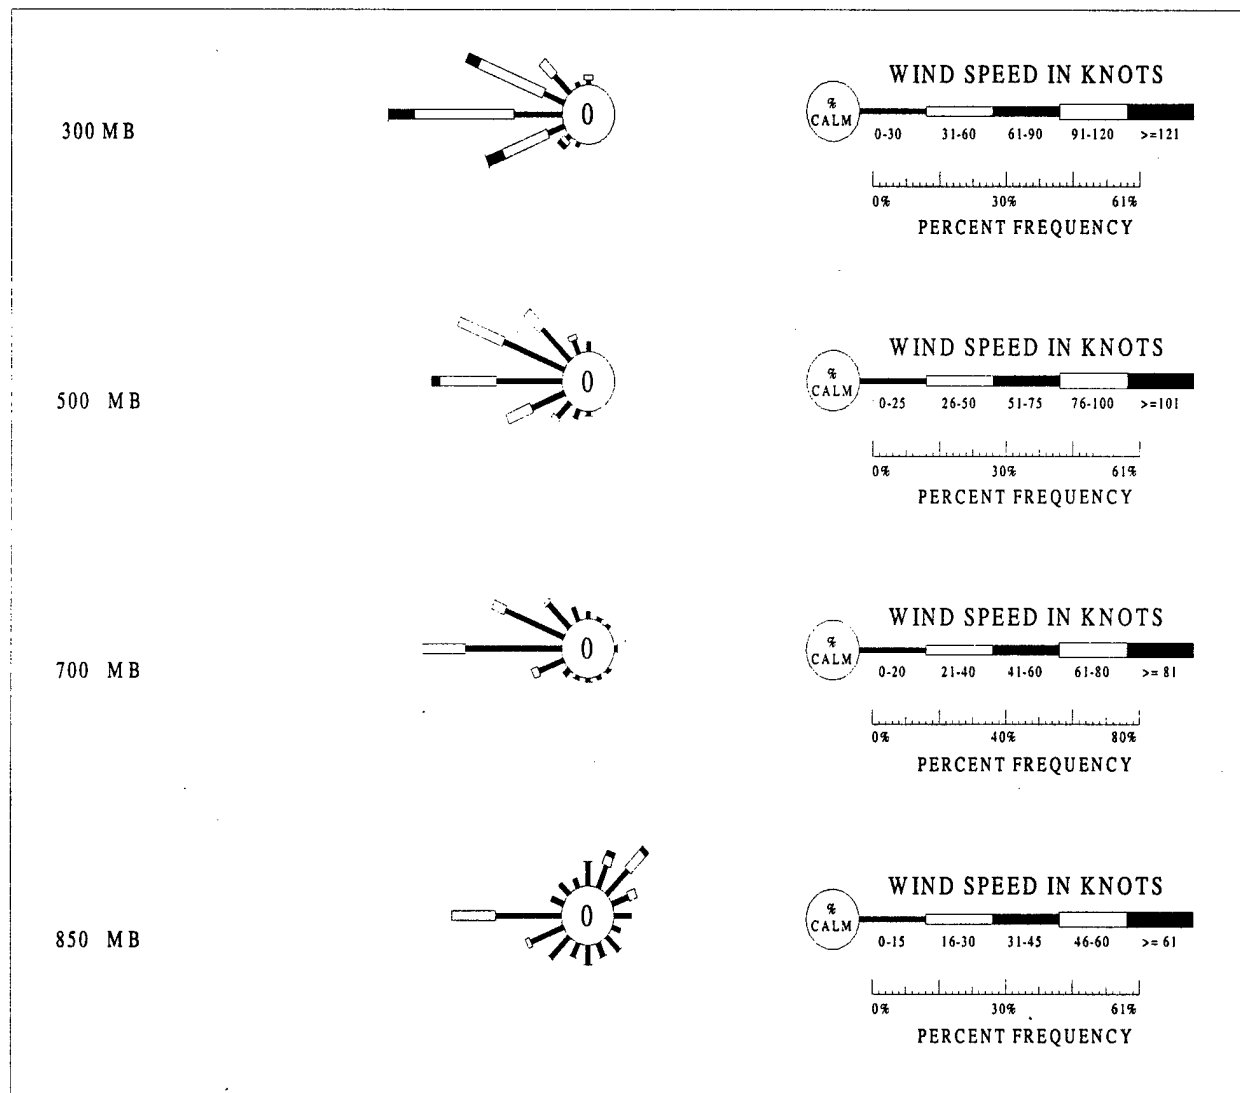 WIND SPEED IN KNOTS
300 MB
0
%
CALM
0-30 31-60 61-90 91-120 >=121
0% 30% 61%
PERCENT FREQUENCY
WIND SPEED IN KNOTS
500 MB
0
%
CALM
0-25 26-50 51-75 76-100 >=101
0% 30% 61%
PERCENT FREQUENCY
WIND SPEED IN KNOTS
700 MB
0
%
CALM
0-20 21-40 41-60 61-80 >= 81
0% 40% 80%
PERCENT FREQUENCY
WIND SPEED IN KNOTS
850 MB
0
%
CALM
0-15 16-30 31-45 46-60 >= 61
0% 30% 61%
PERCENT FREQUENCY